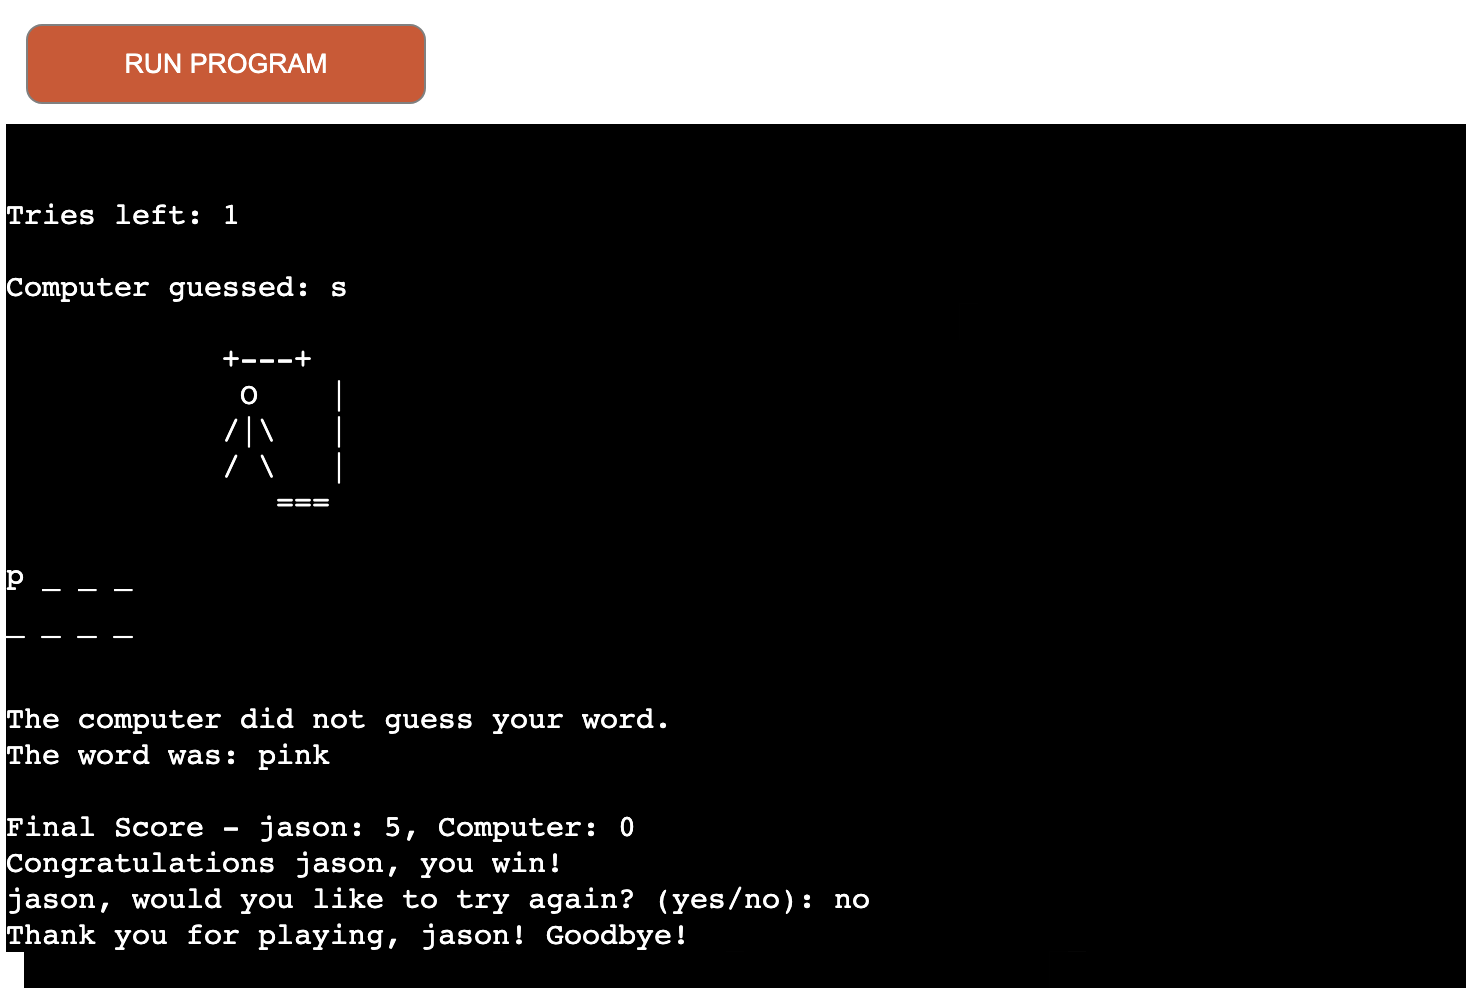 RUN PROGRAM
Tries left: 1
Computer guessed: s
+---+
O    |
/|\   |
/ \   |
===
p _ _ _
_ _ _ _
The computer did not guess your word.
The word was: pink
Final Score - jason: 5, Computer: 0
Congratulations jason, you win!
jason, would you like to try again? (yes/no): no
Thank you for playing, jason! Goodbye!